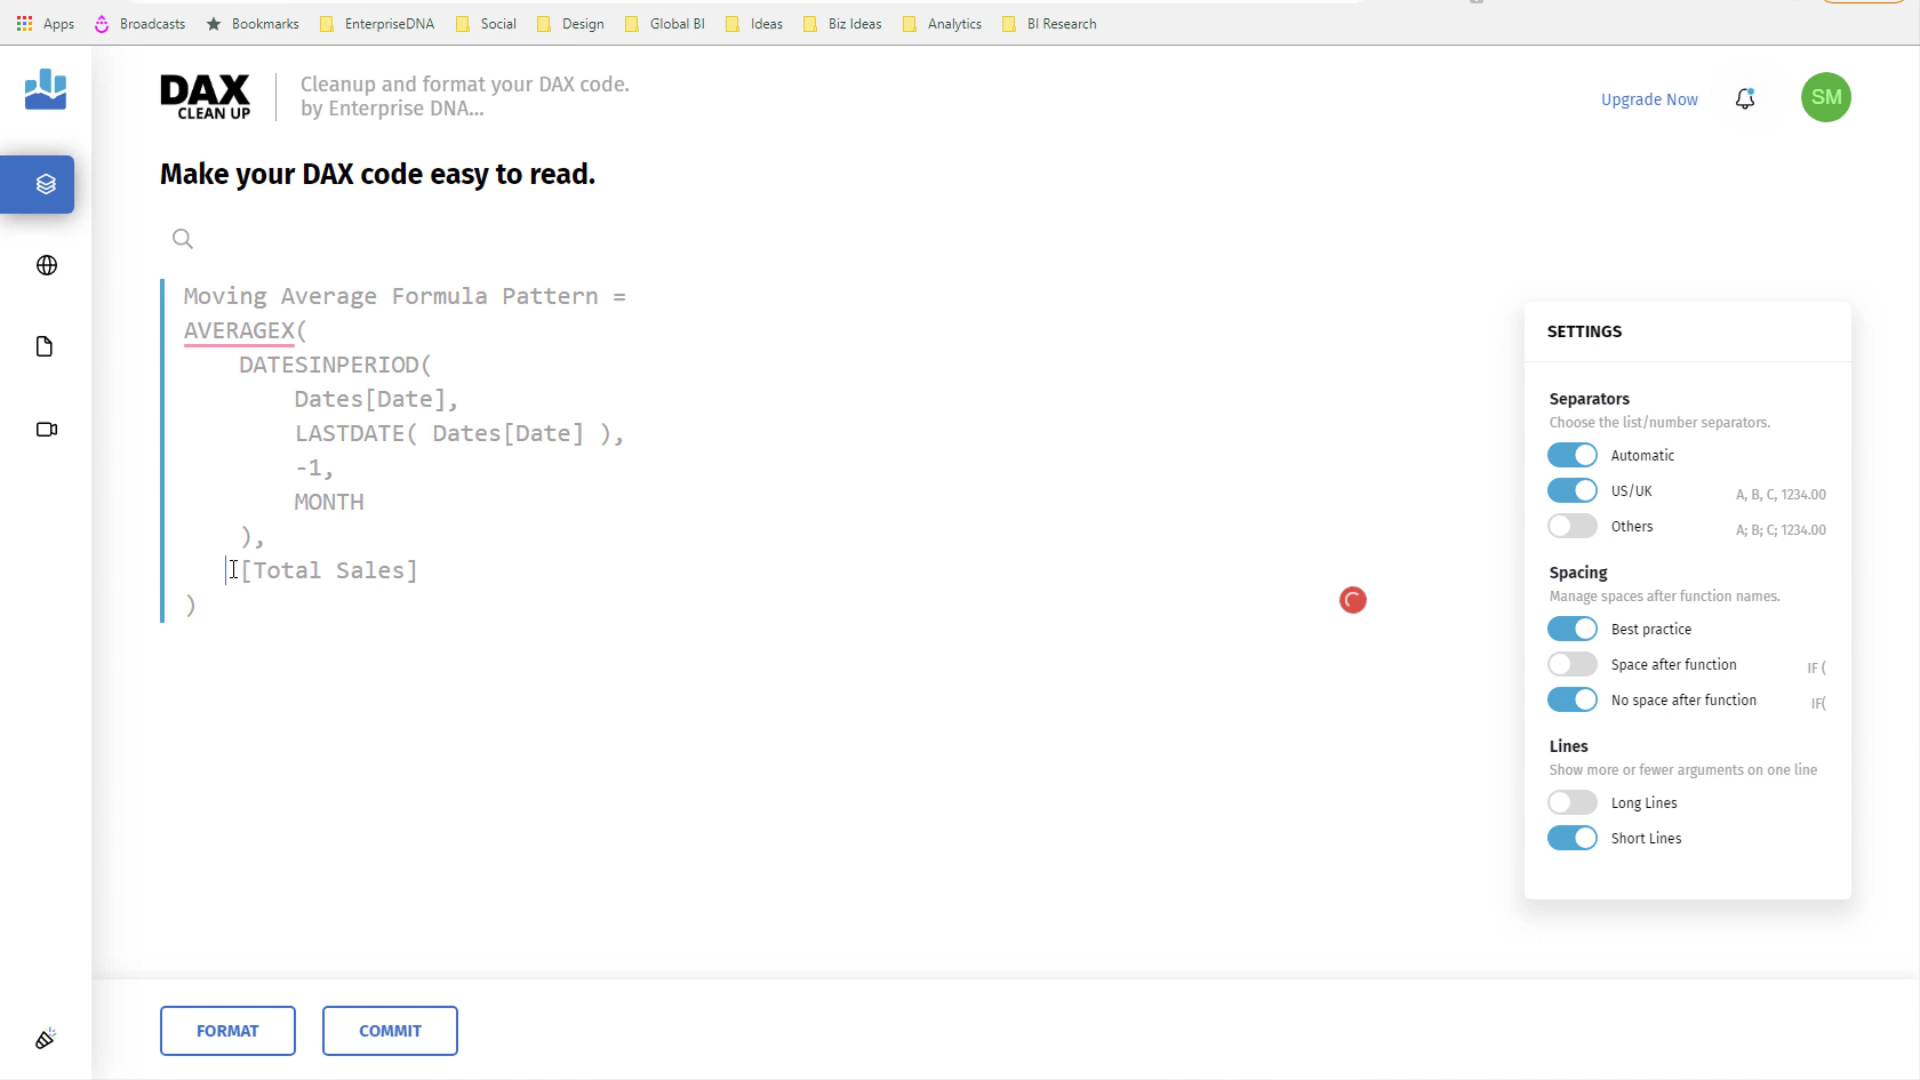 Apps Broadcasts Bookmarks EnterpriseDNA Social Design Global BI Ideas Biz Ideas Analytics BI Research
DAX
CLEAN UP
Cleanup and format your DAX code.
by Enterprise DNA...
Upgrade Now
SM
Make your DAX code easy to read.
Moving Average Formula Pattern =
AVERAGEX(
DATESINPERIOD(
Dates[Date],
LASTDATE( Dates[Date] ),
-1,
MONTH
),
[Total Sales]
)
SETTINGS
Separators
Choose the list/number separators.
Automatic
US/UK A, B, C, 1234.00
Others A; B; C; 1234.00
Spacing
Manage spaces after function names.
Best practice
Space after function IF (
No space after function IF(
Lines
Show more or fewer arguments on one line
Long Lines
Short Lines
FORMAT COMMIT